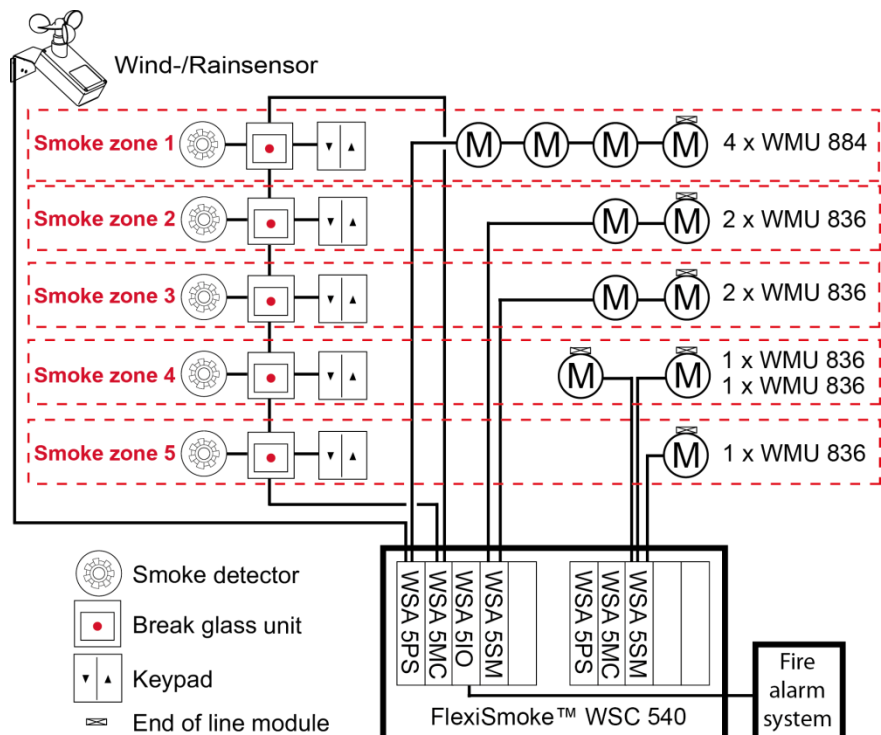 Wind-/Rainsensor
Smoke zone 1
M M M M
4 x WMU 884
Smoke zone 2
M M
2 x WMU 836
Smoke zone 3
M M
2 x WMU 836
Smoke zone 4
M M
1 x WMU 836
1 x WMU 836
Smoke zone 5
M
1 x WMU 836
Smoke detector
Break glass unit
Keypad
End of line module
WSA 5PS
WSA 5MC
WSA 5IO
WSA 5SM
WSA 5PS
WSA 5MC
WSA 5SM
FlexiSmoke™ WSC 540
Fire
alarm
system